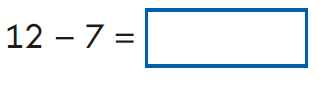 12 – 7 =